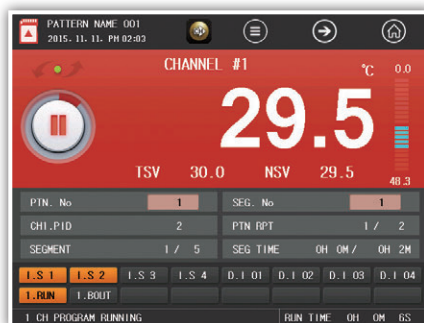 PATTERN NAME 001
2015. 11. 11. PM 02:03
CHANNEL #1
℃ 0.0
29.5
TSV 30.0 NSV 29.5
48.3
PTN. No 1 SEG. No 1
CH1.PID 2 PTN RPT 1 / 2
SEGMENT 1 / 5 SEG TIME 0H 0M/ 0H 2M
I.S 1 I.S 2 I.S 3 I.S 4 D.I 01 D.I 02 D.I 03 D.I 04
1.RUN 1.BOUT
1 CH PROGRAM RUNNING RUN TIME 0H 0M 6S